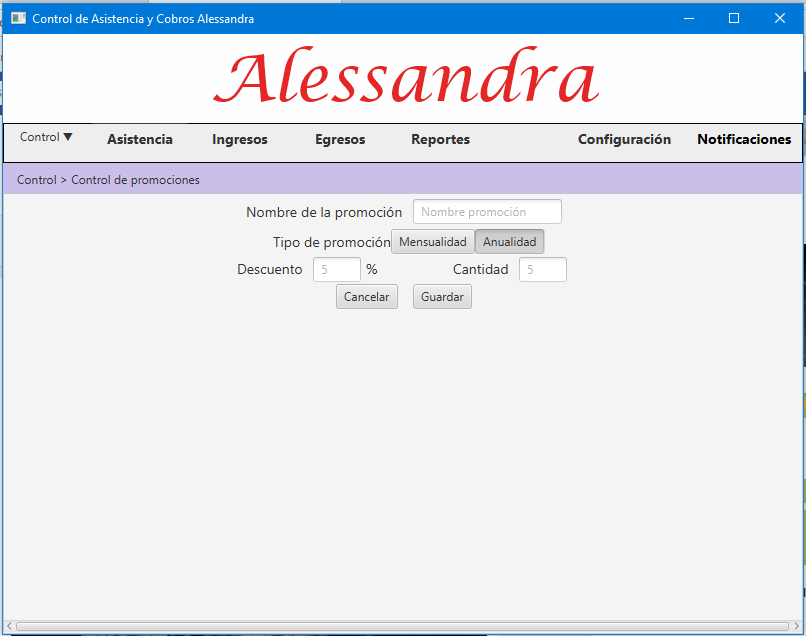 Control de Asistencia y Cobros Alessandra
Alessandra
Control ▼ Asistencia Ingresos Egresos Reportes Configuración Notificaciones
Control > Control de promociones
Nombre de la promoción Nombre promoción
Tipo de promoción Mensualidad Anualidad
Descuento 5 % Cantidad 5
Cancelar Guardar